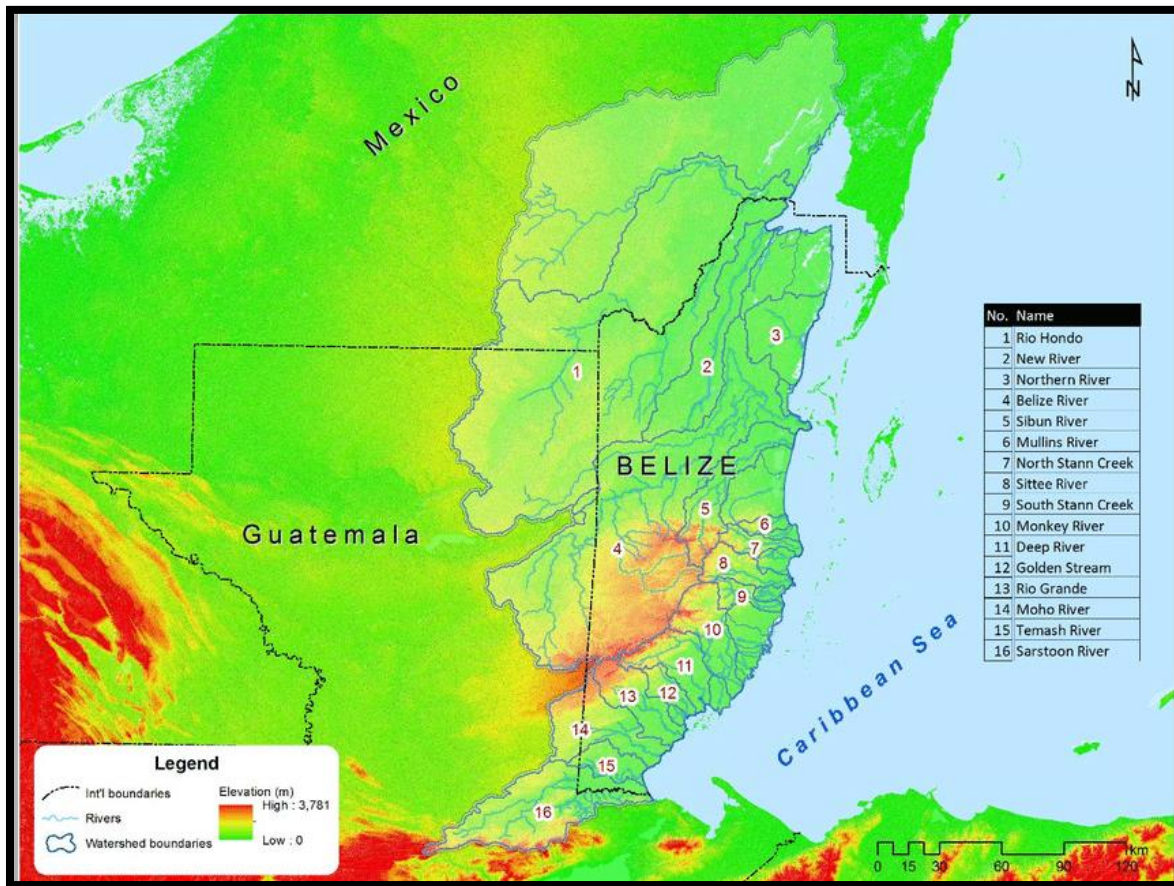 Mexico
N
BELIZE
Guatemala
Caribbean Sea
1
2
3
4
5
6
7
8
9
10
11
12
13
14
15
16
No. Name
1 Rio Hondo
2 New River
3 Northern River
4 Belize River
5 Sibun River
6 Mullins River
7 North Stann Creek
8 Sittee River
9 South Stann Creek
10 Monkey River
11 Deep River
12 Golden Stream
13 Rio Grande
14 Moho River
15 Temash River
16 Sarstoon River
Legend
Int'l boundaries
Rivers
Watershed boundaries
Elevation (m)
High : 3,781
Low : 0
km
0 15 30 60 90 120